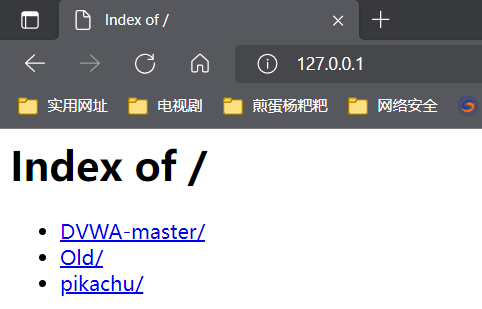 Index of /
127.0.0.1
实用网址 电视剧 煎蛋杨粑粑 网络安全
Index of /
DVWA-master/
Old/
pikachu/